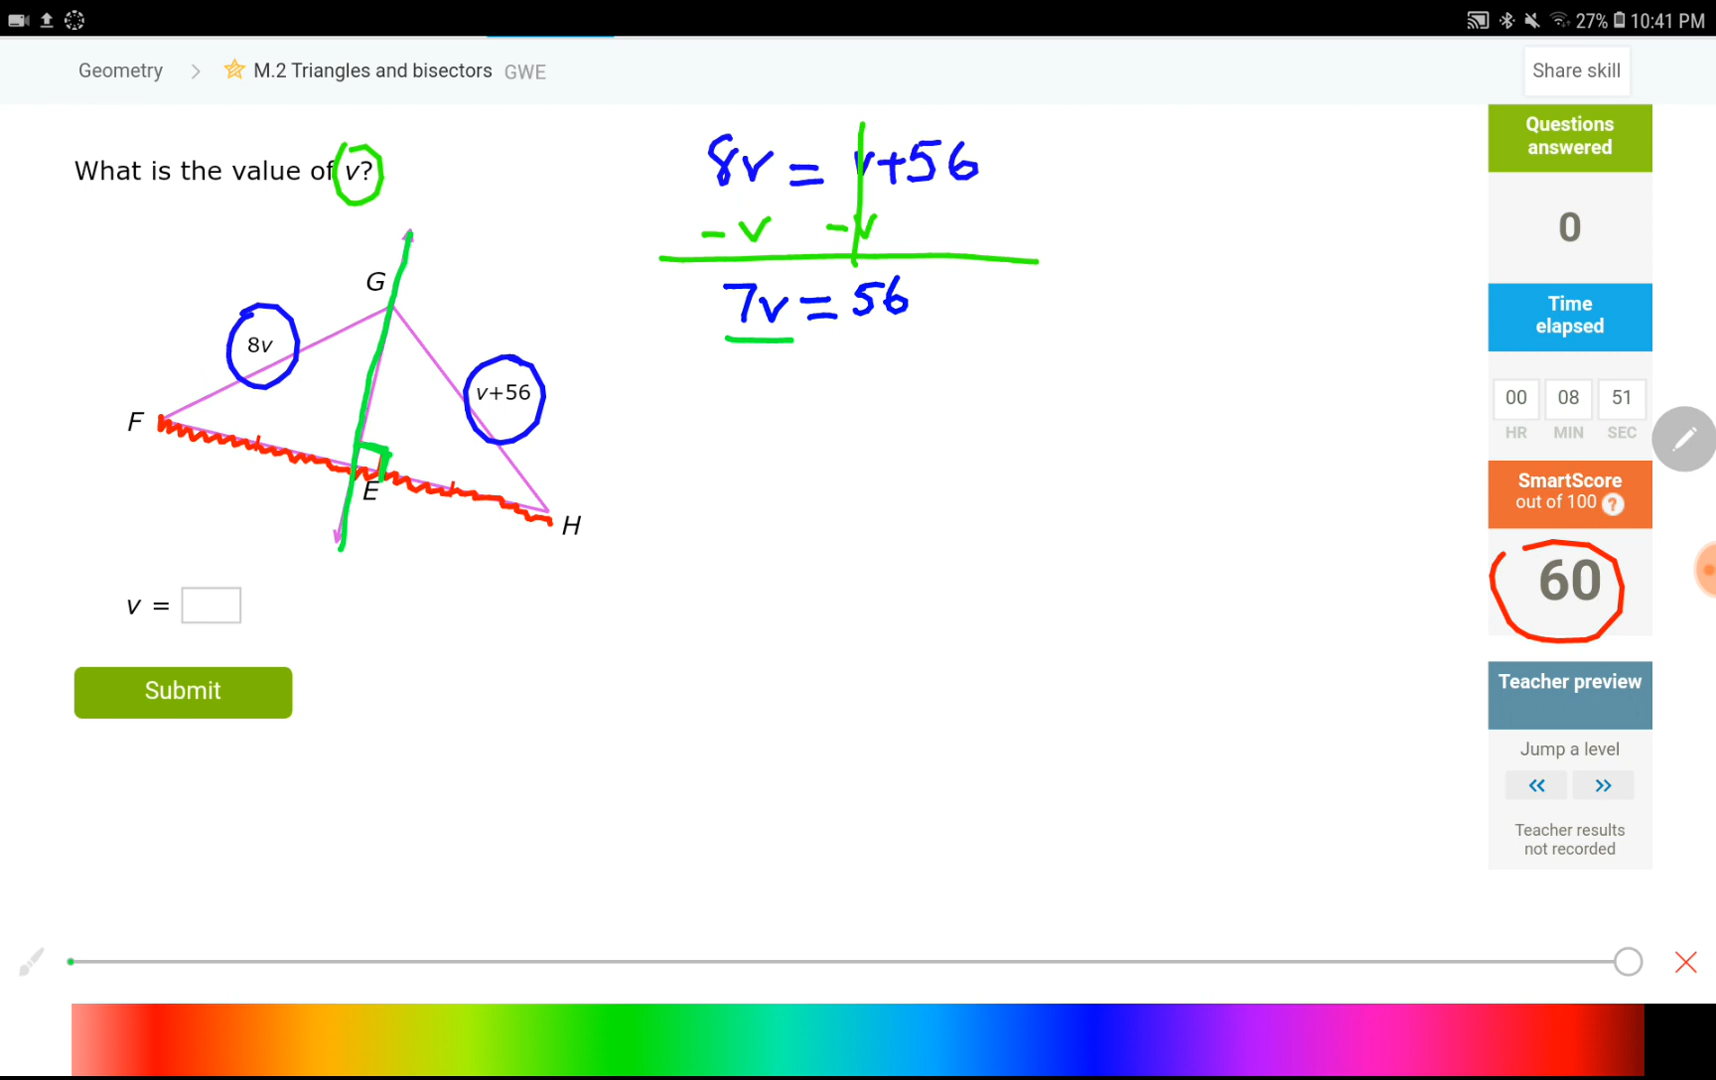 27% 10:41 PM
Geometry > M.2 Triangles and bisectors GWE
Share skill
What is the value of v?
8v = v+56
- v - v
7v = 56
G
8v
v+56
F
E
H
v =
Submit
Questions
answered
0
Time
elapsed
00 08 51
HR MIN SEC
SmartScore
out of 100 ?
60
Teacher preview
Jump a level
Teacher results
not recorded